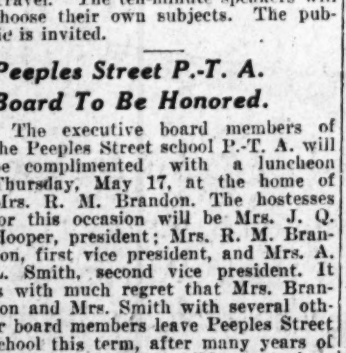 choose their own subjects. The pub-
is invited.
Peeples Street P.-T. A.
Board To Be Honored.
The executive board members of
the Peeples Street school P.-T. A. will
be complimented with a luncheon
Thursday, May 17, at the home of
Mrs. R. M. Brandon. The hostesses
for this occasion will be Mrs. J. Q.
Hooper, president; Mrs. R. M. Bran-
on, first vice president, and Mrs. A.
Smith, second vice president. It
s with much regret that Mrs. Bran-
on and Mrs. Smith with several oth-
r board members leave Peeples Street
school this term, after many years of